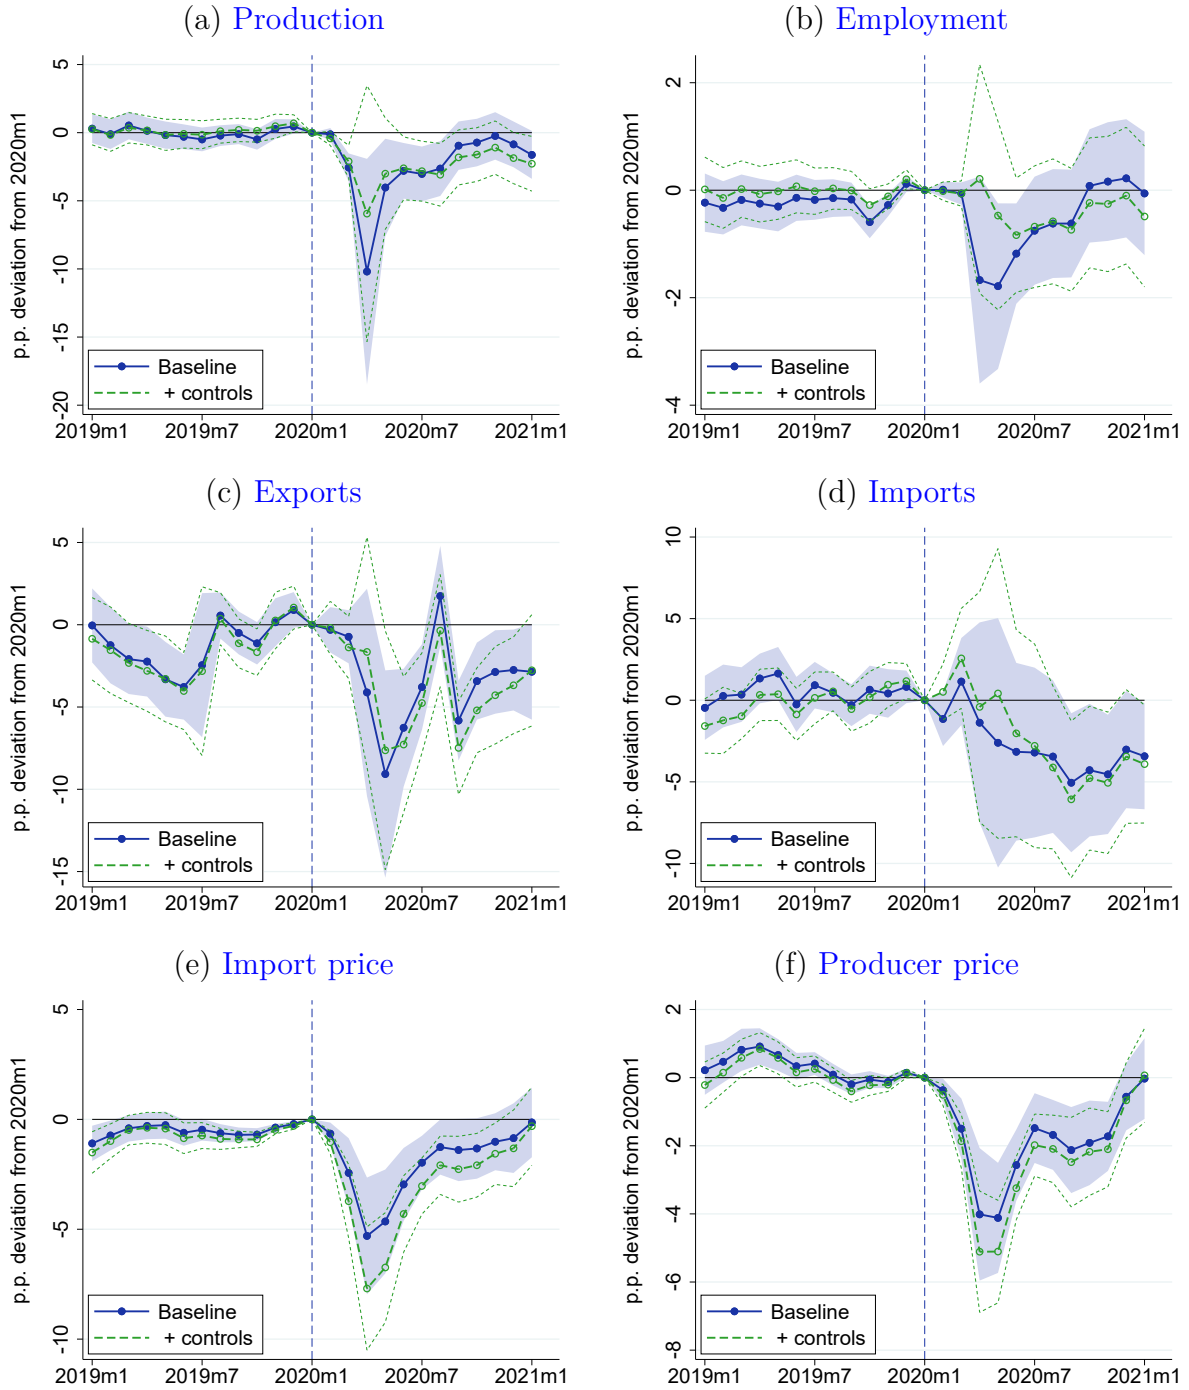 (a) Production
p.p. deviation from 2020m1
5
0
-5
-10
-15
-20
Baseline
+ controls
2019m1
2019m7
2020m1
2020m7
2021m1
(b) Employment
p.p. deviation from 2020m1
2
0
-2
-4
Baseline
+ controls
2019m1
2019m7
2020m1
2020m7
2021m1
(c) Exports
p.p. deviation from 2020m1
5
0
-5
-10
-15
Baseline
+ controls
2019m1
2019m7
2020m1
2020m7
2021m1
(d) Imports
p.p. deviation from 2020m1
10
5
0
-5
-10
Baseline
+ controls
2019m1
2019m7
2020m1
2020m7
2021m1
(e) Import price
p.p. deviation from 2020m1
5
0
-5
-10
Baseline
+ controls
2019m1
2019m7
2020m1
2020m7
2021m1
(f) Producer price
p.p. deviation from 2020m1
2
0
-2
-4
-6
-8
Baseline
+ controls
2019m1
2019m7
2020m1
2020m7
2021m1